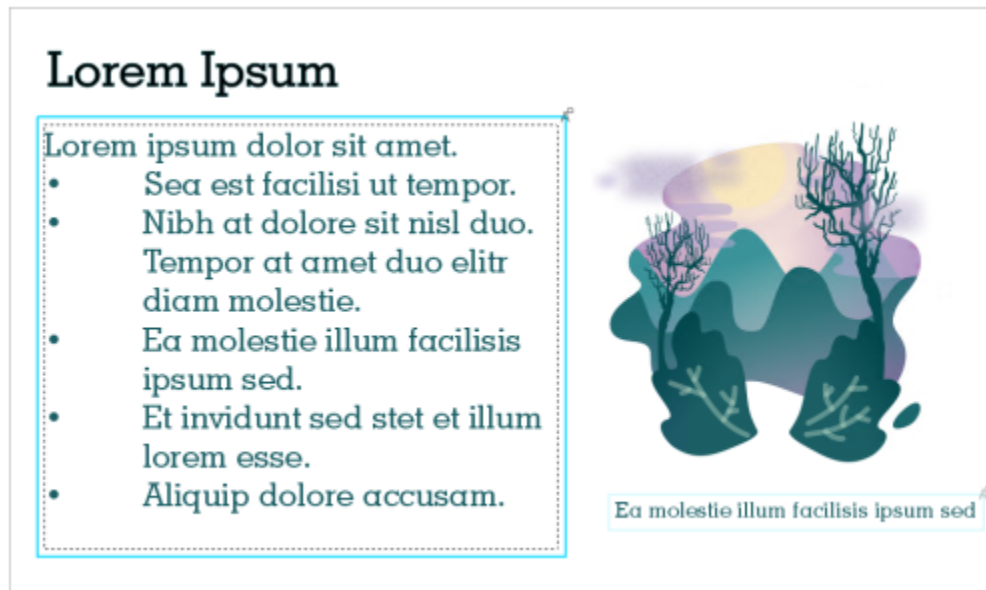 Lorem Ipsum
Lorem ipsum dolor sit amet.
• Sea est facilisi ut tempor.
• Nibh at dolore sit nisl duo.
Tempor at amet duo elitr
diam molestie.
• Ea molestie illum facilisis
ipsum sed.
• Et invidunt sed stet et illum
lorem esse.
• Aliquip dolore accusam.
Ea molestie illum facilisis ipsum sed